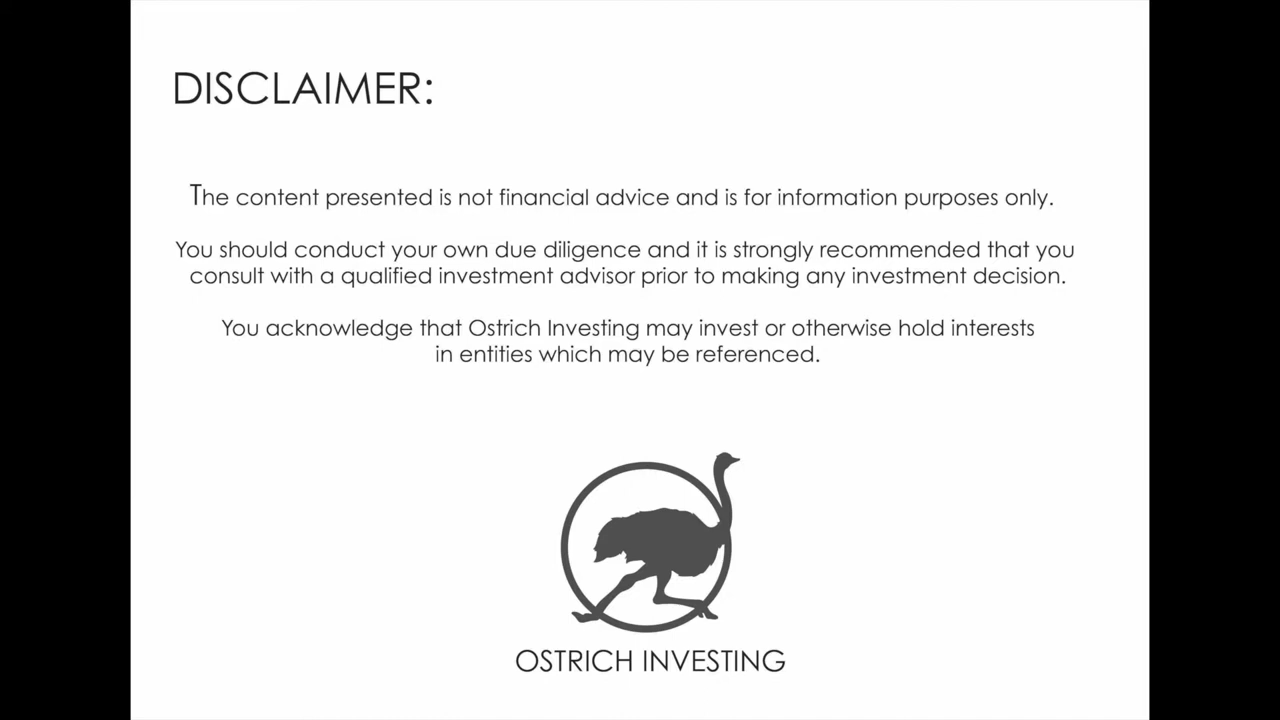 DISCLAIMER:
The content presented is not financial advice and is for information purposes only.
You should conduct your own due diligence and it is strongly recommended that you
consult with a qualified investment advisor prior to making any investment decision.
You acknowledge that Ostrich Investing may invest or otherwise hold interests
in entities which may be referenced.
OSTRICH INVESTING